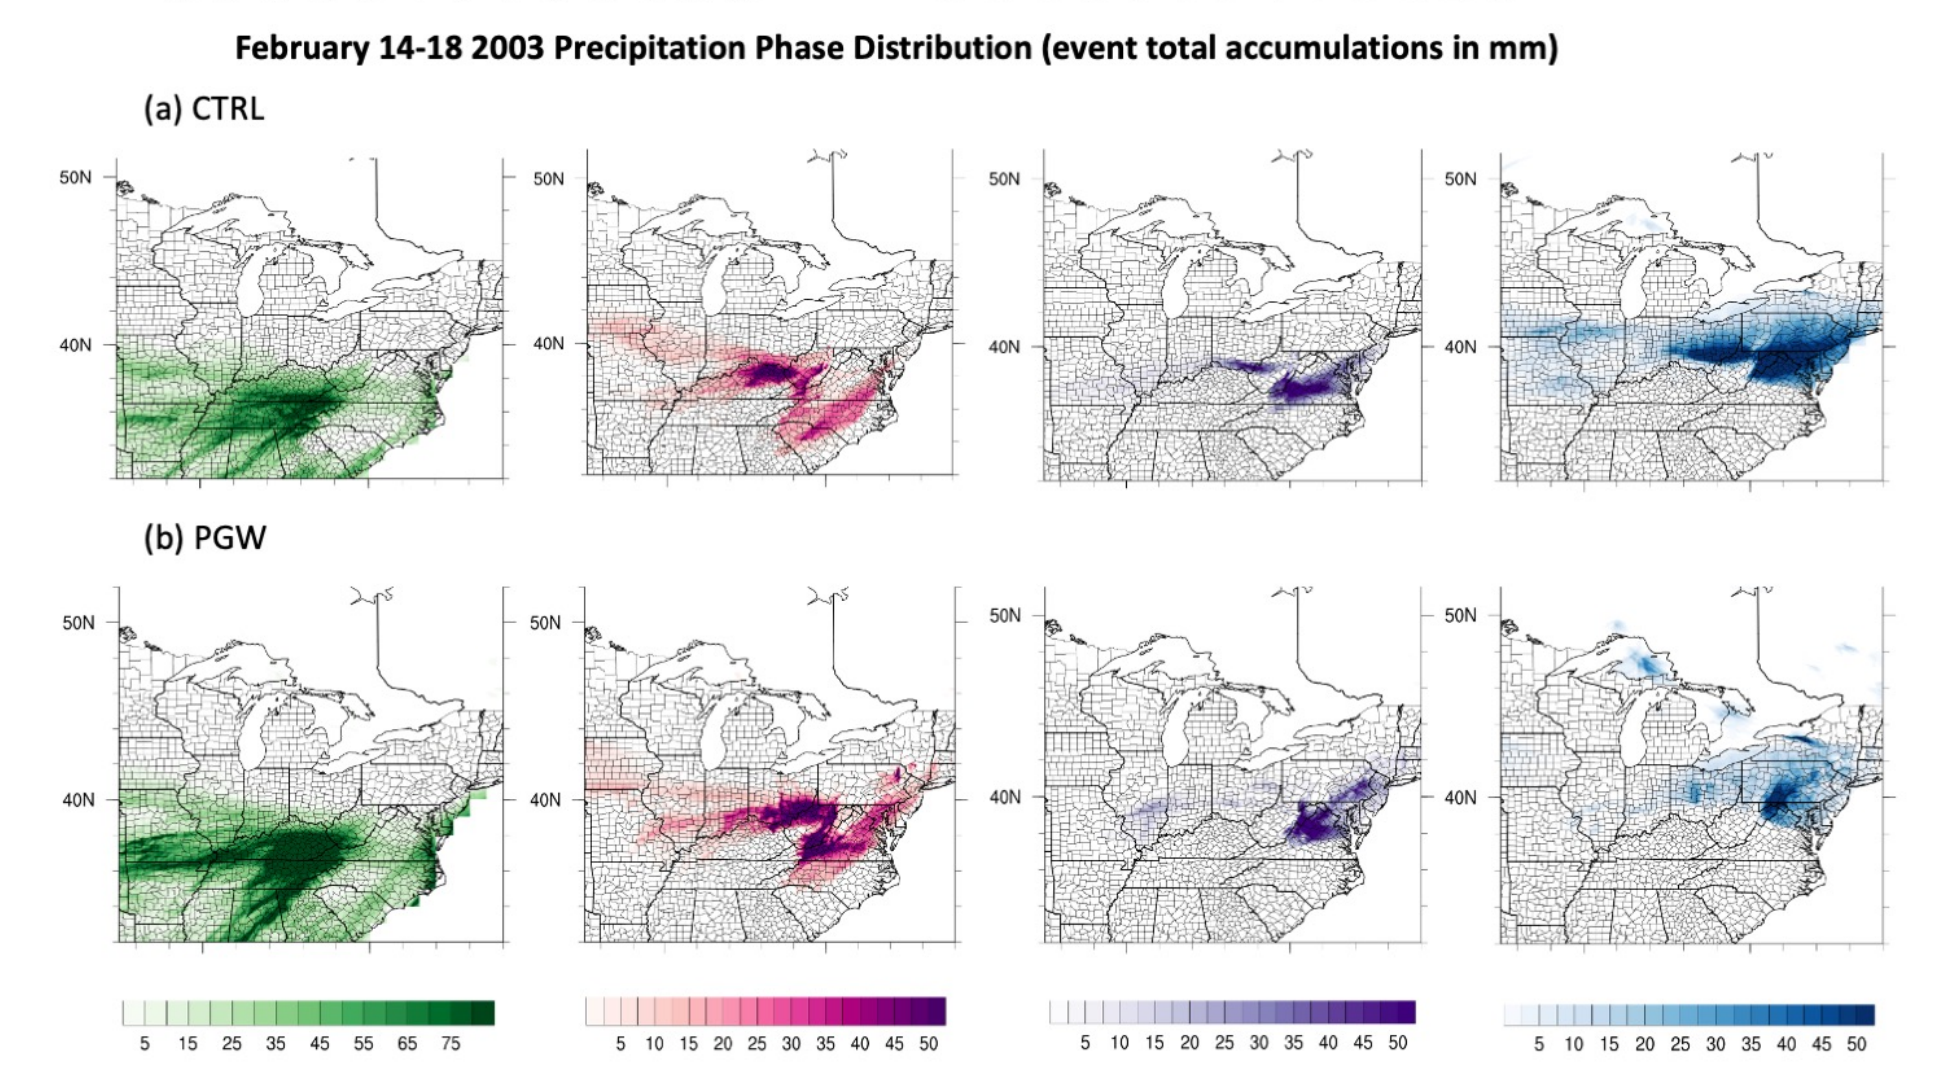 February 14-18 2003 Precipitation Phase Distribution (event total accumulations in mm)
(a) CTRL
50N 50N 50N 50N
40N 40N 40N 40N
(b) PGW
50N 50N 50N 50N
40N 40N 40N 40N
5 15 25 35 45 55 65 75 5 10 15 20 25 30 35 40 45 50 5 10 15 20 25 30 35 40 45 50 5 10 15 20 25 30 35 40 45 50